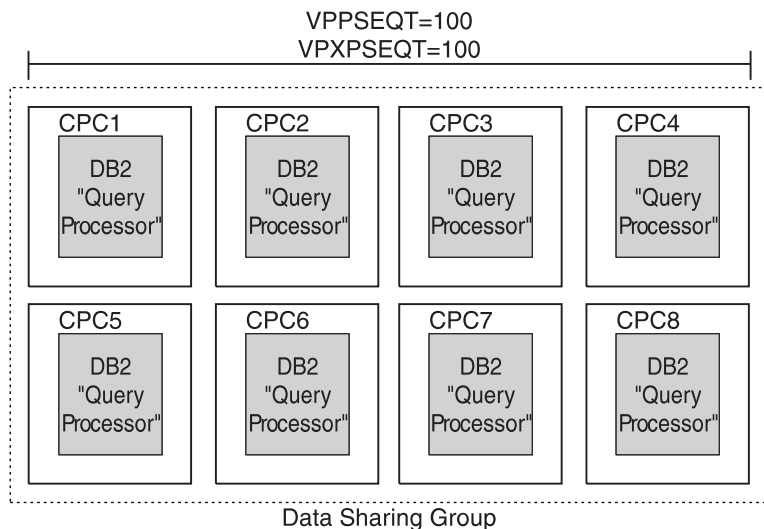 VPPSEQT=100
VPXPSEQT=100
CPC1
DB2
"Query
Processor"
CPC2
DB2
"Query
Processor"
CPC3
DB2
"Query
Processor"
CPC4
DB2
"Query
Processor"
CPC5
DB2
"Query
Processor"
CPC6
DB2
"Query
Processor"
CPC7
DB2
"Query
Processor"
CPC8
DB2
"Query
Processor"
Data Sharing Group